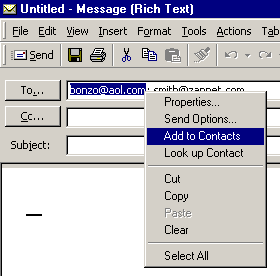 Untitled - Message (Rich Text)
File Edit View Insert Format Tools Actions
Send
To... bonzo@aol.com; smith@zappet.com
Cc...
Subject:
Properties...
Send Options...
Add to Contacts
Look up Contact
Cut
Copy
Paste
Clear
Select All